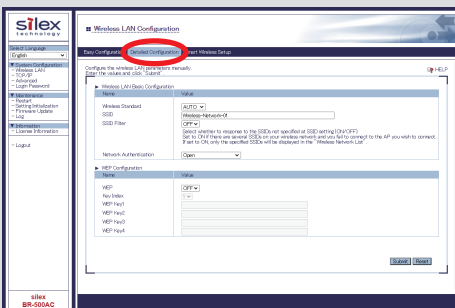 silex
technology
Select Language
English
▼ System Configuration
- Wireless LAN
- TCP/IP
- Advanced
- Login Password
▼ Maintenance
- Restart
- Setting Initialization
- Firmware Update
- Log
▼ Information
- License Information
- Logout
silex
BR-500AC
Wireless LAN Configuration
Easy Configuration Detailed Configuration Smart Wireless Setup
Configure the wireless LAN parameters manually.
Enter the values and click "Submit".
HELP
▶ Wireless LAN Basic Configuration
Name Value
Wireless Standard AUTO
SSID Wireless-Network-01
SSID Filter OFF
Select whether to response to the SSIDs not specified at SSID setting.(ON/OFF)
Set to ON if there are several SSIDs on your wireless network and you fail to connect to the AP you wish to connect.
If set to ON, only the specified SSIDs will be displayed in the "Wireless Network List".
Network Authentication Open
▶ WEP Configuration
Name Value
WEP OFF
Key Index
WEP Key1
WEP Key2
WEP Key3
WEP Key4
Submit Reset